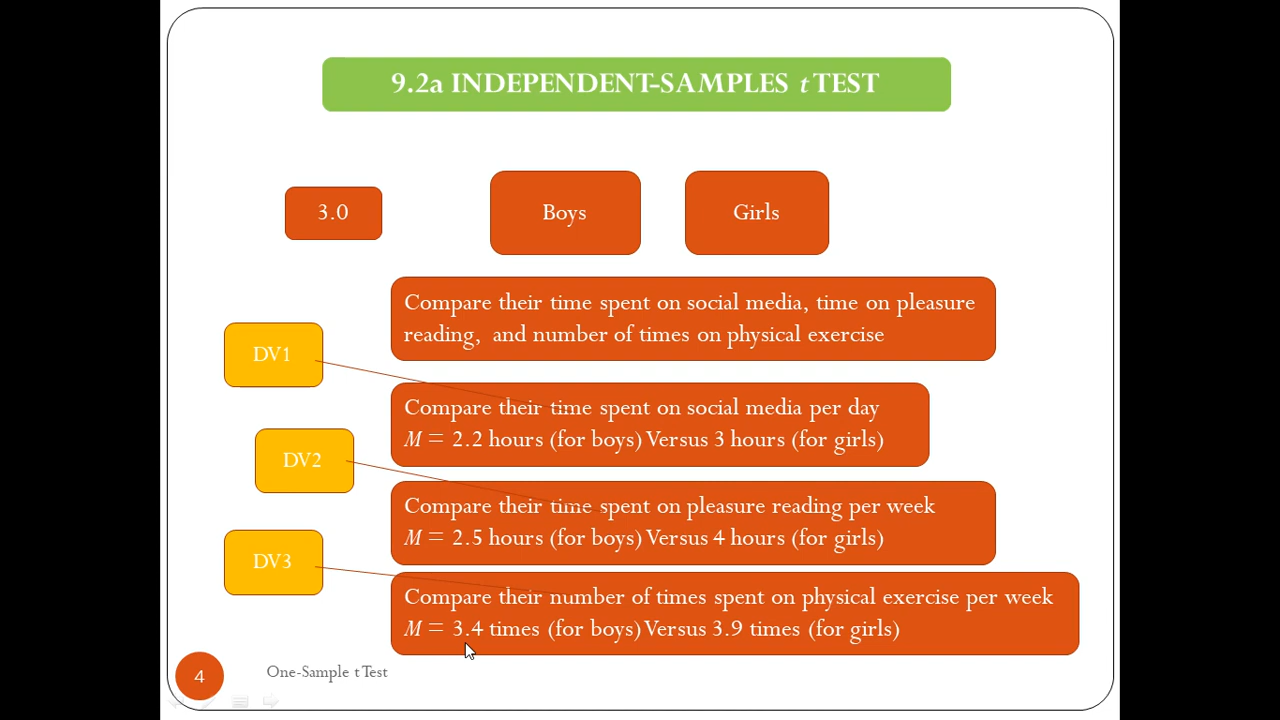 9.2a INDEPENDENT-SAMPLES t TEST
3.0
Boys
Girls
Compare their time spent on social media, time on pleasure
reading, and number of times on physical exercise
DV1
Compare their time spent on social media per day
M = 2.2 hours (for boys) Versus 3 hours (for girls)
DV2
Compare their time spent on pleasure reading per week
M = 2.5 hours (for boys) Versus 4 hours (for girls)
DV3
Compare their number of times spent on physical exercise per week
M = 3.4 times (for boys) Versus 3.9 times (for girls)
4
One-Sample t Test